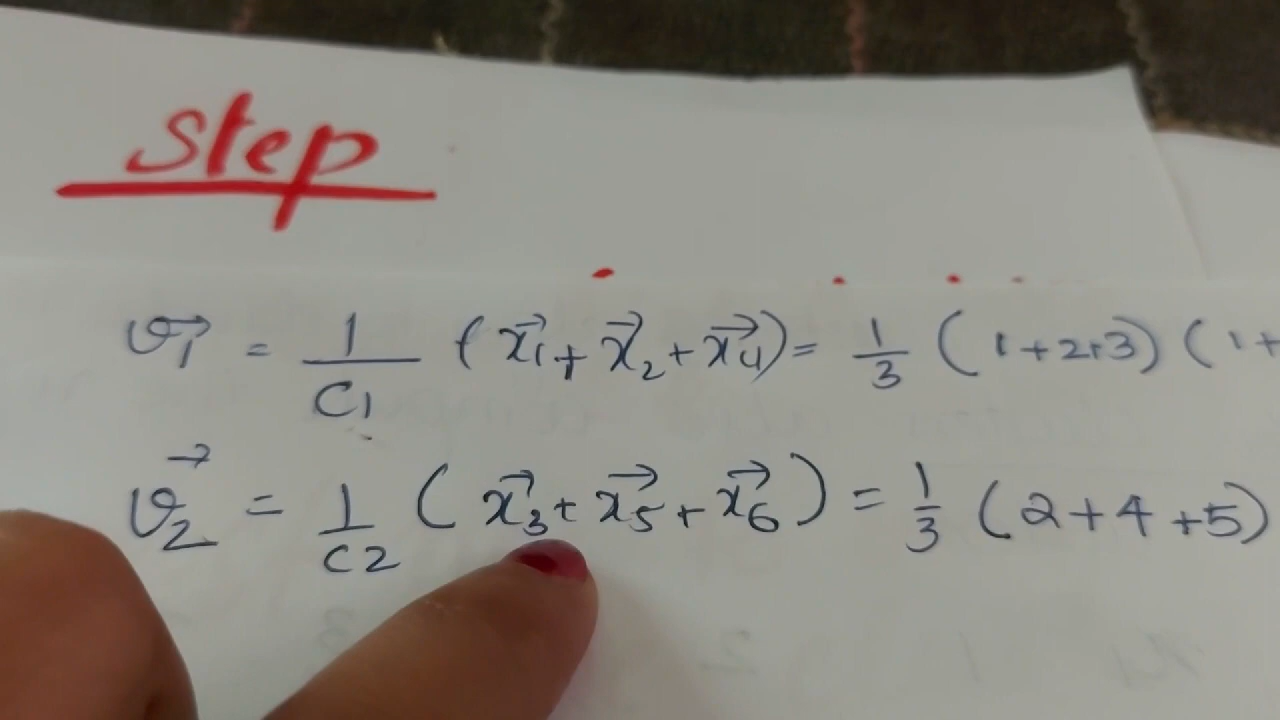 Step
v⃗1 = 1/C1 (x⃗1 + x⃗2 + x⃗4) = 1/3 (1+2+3) (1+
v⃗2 = 1/C2 (x⃗3 + x⃗5 + x⃗6) = 1/3 (2+4+5)